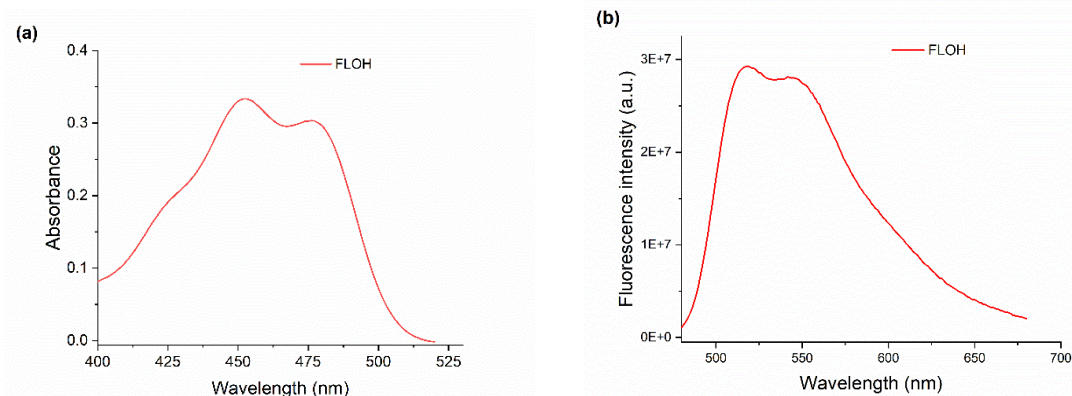 (a)
FLOH
Absorbance
0.4
0.3
0.2
0.1
0.0
400
425
450
475
500
525
Wavelength (nm)
(b)
FLOH
Fluorescence intensity (a.u.)
3E+7
2E+7
1E+7
0E+0
500
550
600
650
700
Wavelength (nm)